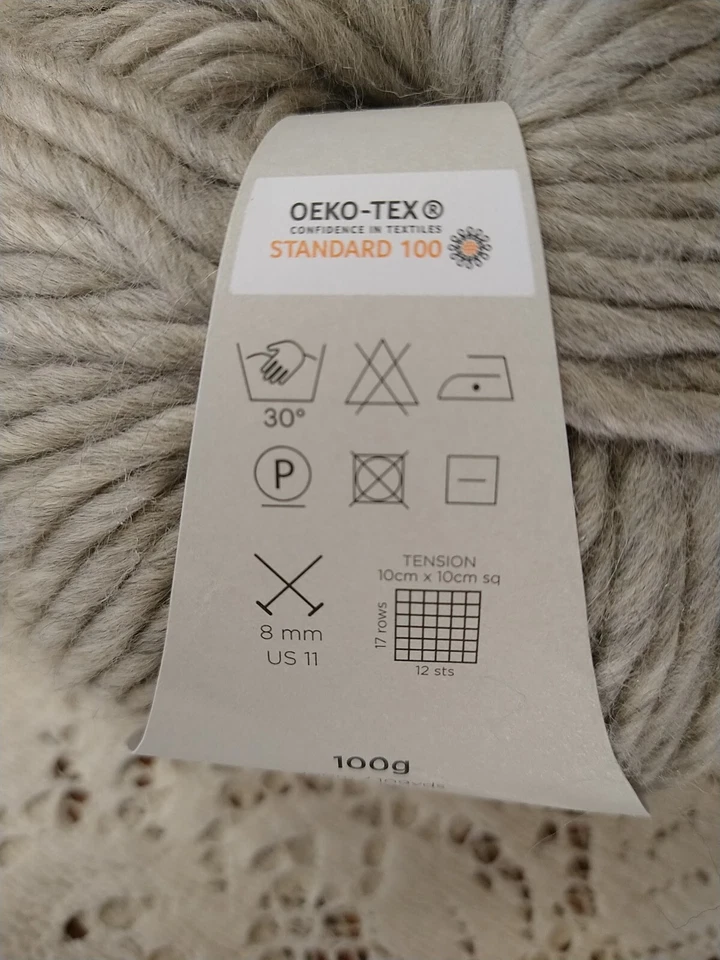 OEKO-TEX®
CONFIDENCE IN TEXTILES
STANDARD 100
30°
P
8 mm
US 11
TENSION
10cm x 10cm sq
17 rows
12 sts
100g